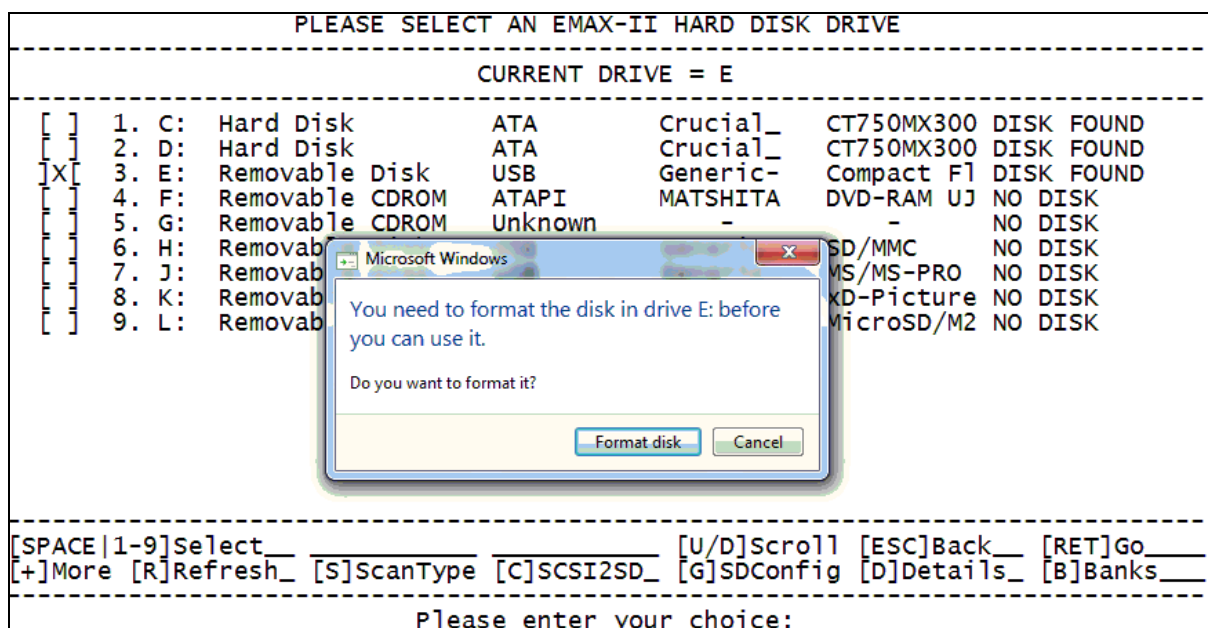 PLEASE SELECT AN EMAX-II HARD DISK DRIVE
CURRENT DRIVE = E
[ ] 1. C: Hard Disk ATA Crucial_ CT750MX300 DISK FOUND
[ ] 2. D: Hard Disk ATA Crucial_ CT750MX300 DISK FOUND
]X[ 3. E: Removable Disk USB Generic- Compact Fl DISK FOUND
[ ] 4. F: Removable CDROM ATAPI MATSHITA DVD-RAM UJ NO DISK
[ ] 5. G: Removable CDROM Unknown - - NO DISK
[ ] 6. H: Removab SD/MMC NO DISK
[ ] 7. J: Removab MS/MS-PRO NO DISK
[ ] 8. K: Removab xD-Picture NO DISK
[ ] 9. L: Removab MicroSD/M2 NO DISK
Microsoft Windows
You need to format the disk in drive E: before
you can use it.
Do you want to format it?
Format disk Cancel
[SPACE|1-9]Select__ ___________ ___________ [U/D]Scroll [ESC]Back__ [RET]Go____
[+]More [R]Refresh_ [S]ScanType [C]SCSI2SD_ [G]SDConfig [D]Details_ [B]Banks___
Please enter your choice: